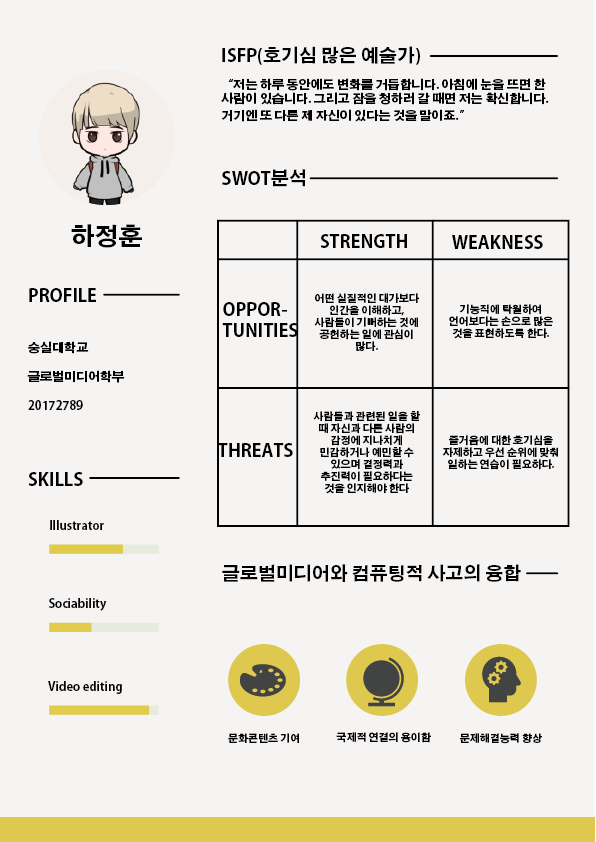 ISFP(호기심 많은 예술가)
“저는 하루 동안에도 변화를 거듭합니다. 아침에 눈을 뜨면 한
사람이 있습니다. 그리고 잠을 청하러 갈 때면 저는 확신합니다.
거기엔 또 다른 제 자신이 있다는 것을 말이죠.”
하정훈
PROFILE
숭실대학교
글로벌미디어학부
20172789
SKILLS
Illustrator
Sociability
Video editing
SWOT분석
STRENGTH
WEAKNESS
OPPOR-
TUNITIES
어떤 실질적인 대가보다
인간을 이해하고,
사람들이 기뻐하는 것에
공헌하는 일에 관심이
많다.
기능직에 탁월하여
언어보다는 손으로 많은
것을 표현하도록 한다.
THREATS
사람들과 관련된 일을 할
때 자신과 다른 사람의
감정에 지나치게
민감하거나 예민할 수
있으며 결정력과
추진력이 필요하다는
것을 인지해야 한다
즐거움에 대한 호기심을
자제하고 우선 순위에 맞춰
일하는 연습이 필요하다.
글로벌미디어와 컴퓨팅적 사고의 융합
문화콘텐츠 기여
국제적 연결의 용이함
문제해결능력 향상